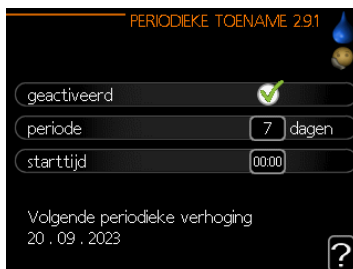 PERIODIEKE TOENAME 2.9.1
geactiveerd
periode 7 dagen
starttijd 00:00
Volgende periodieke verhoging
20 . 09 . 2023
?